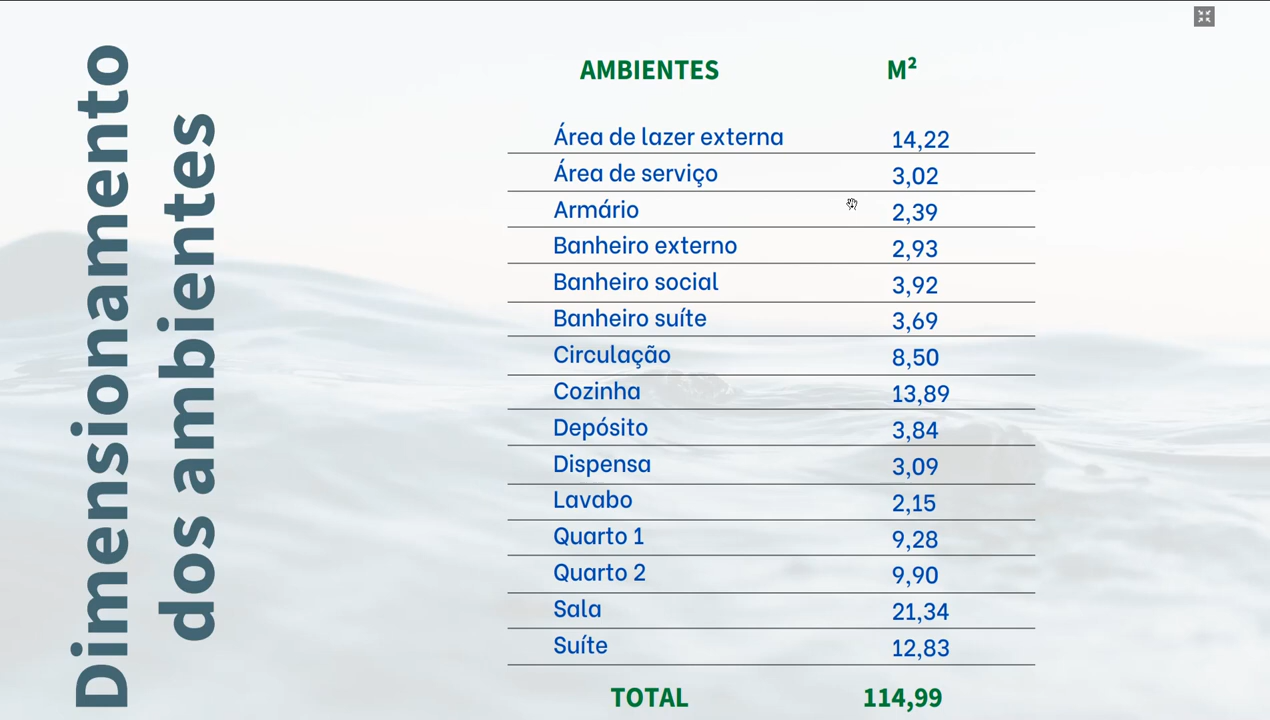 Dimensionamento
dos ambientes
AMBIENTES M²
Área de lazer externa 14,22
Área de serviço 3,02
Armário 2,39
Banheiro externo 2,93
Banheiro social 3,92
Banheiro suíte 3,69
Circulação 8,50
Cozinha 13,89
Depósito 3,84
Dispensa 3,09
Lavabo 2,15
Quarto 1 9,28
Quarto 2 9,90
Sala 21,34
Suíte 12,83
TOTAL 114,99